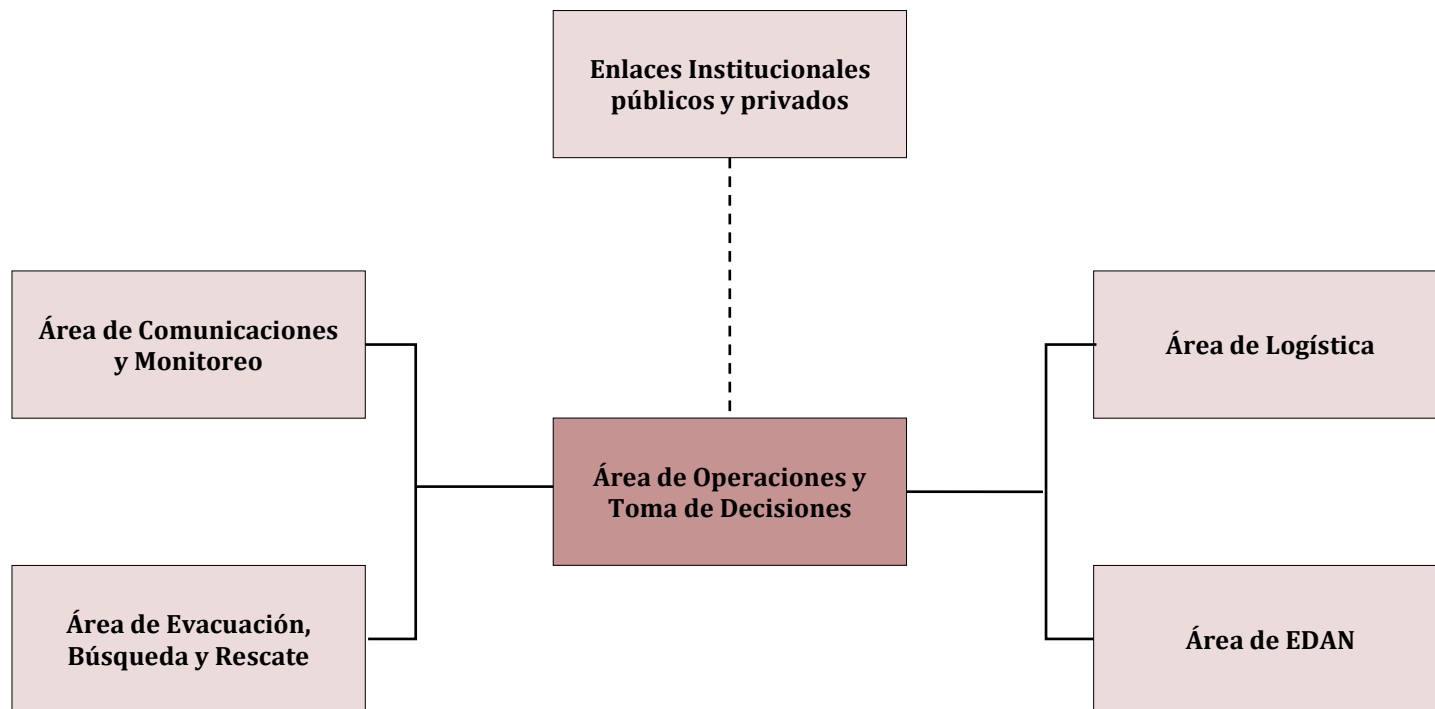 Enlaces Institucionales
públicos y privados
Área de Comunicaciones
y Monitoreo
Área de Logística
Área de Operaciones y
Toma de Decisiones
Área de Evacuación,
Búsqueda y Rescate
Área de EDAN